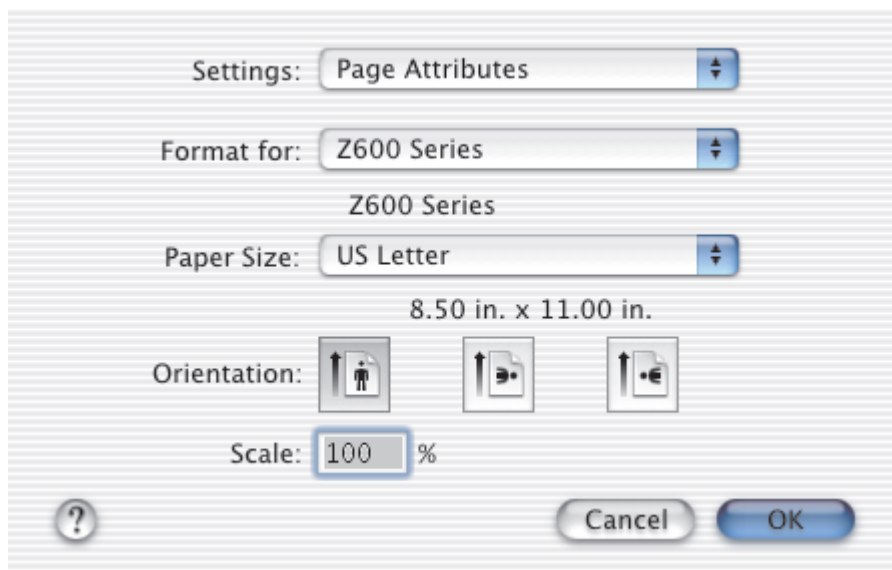 Settings: Page Attributes
Format for: Z600 Series
Z600 Series
Paper Size: US Letter
8.50 in. x 11.00 in.
Orientation:
Scale: 100 %
? Cancel OK